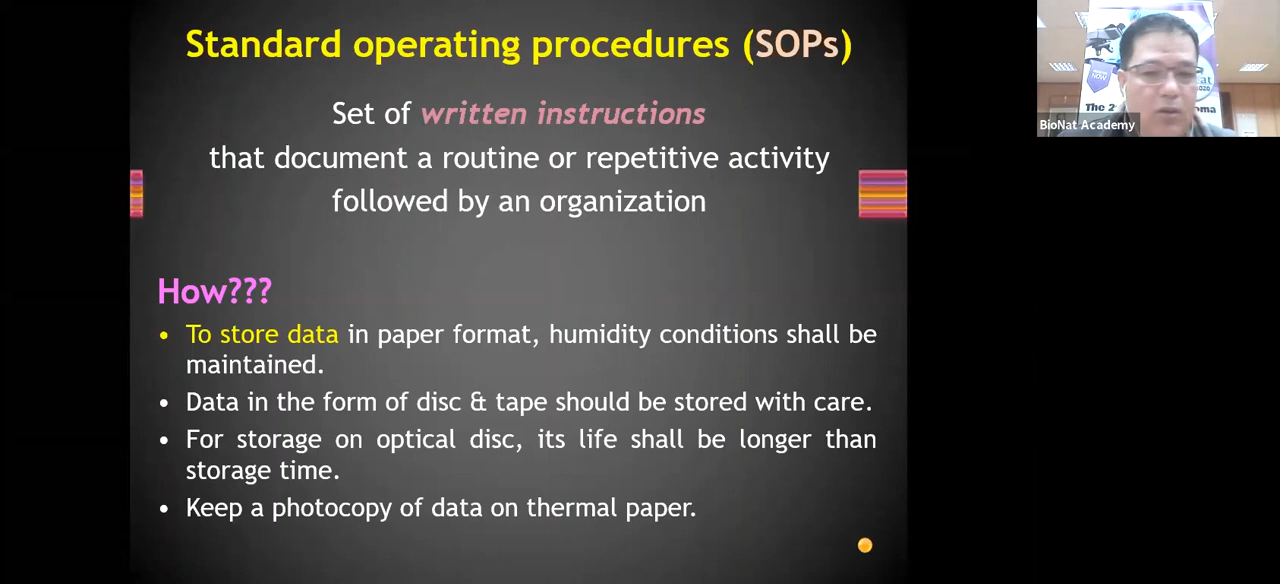 Standard operating procedures (SOPs)
Set of written instructions
that document a routine or repetitive activity
followed by an organization
How???
• To store data in paper format, humidity conditions shall be
maintained.
• Data in the form of disc & tape should be stored with care.
• For storage on optical disc, its life shall be longer than
storage time.
• Keep a photocopy of data on thermal paper.
NOW
The 2
BioNat Academy